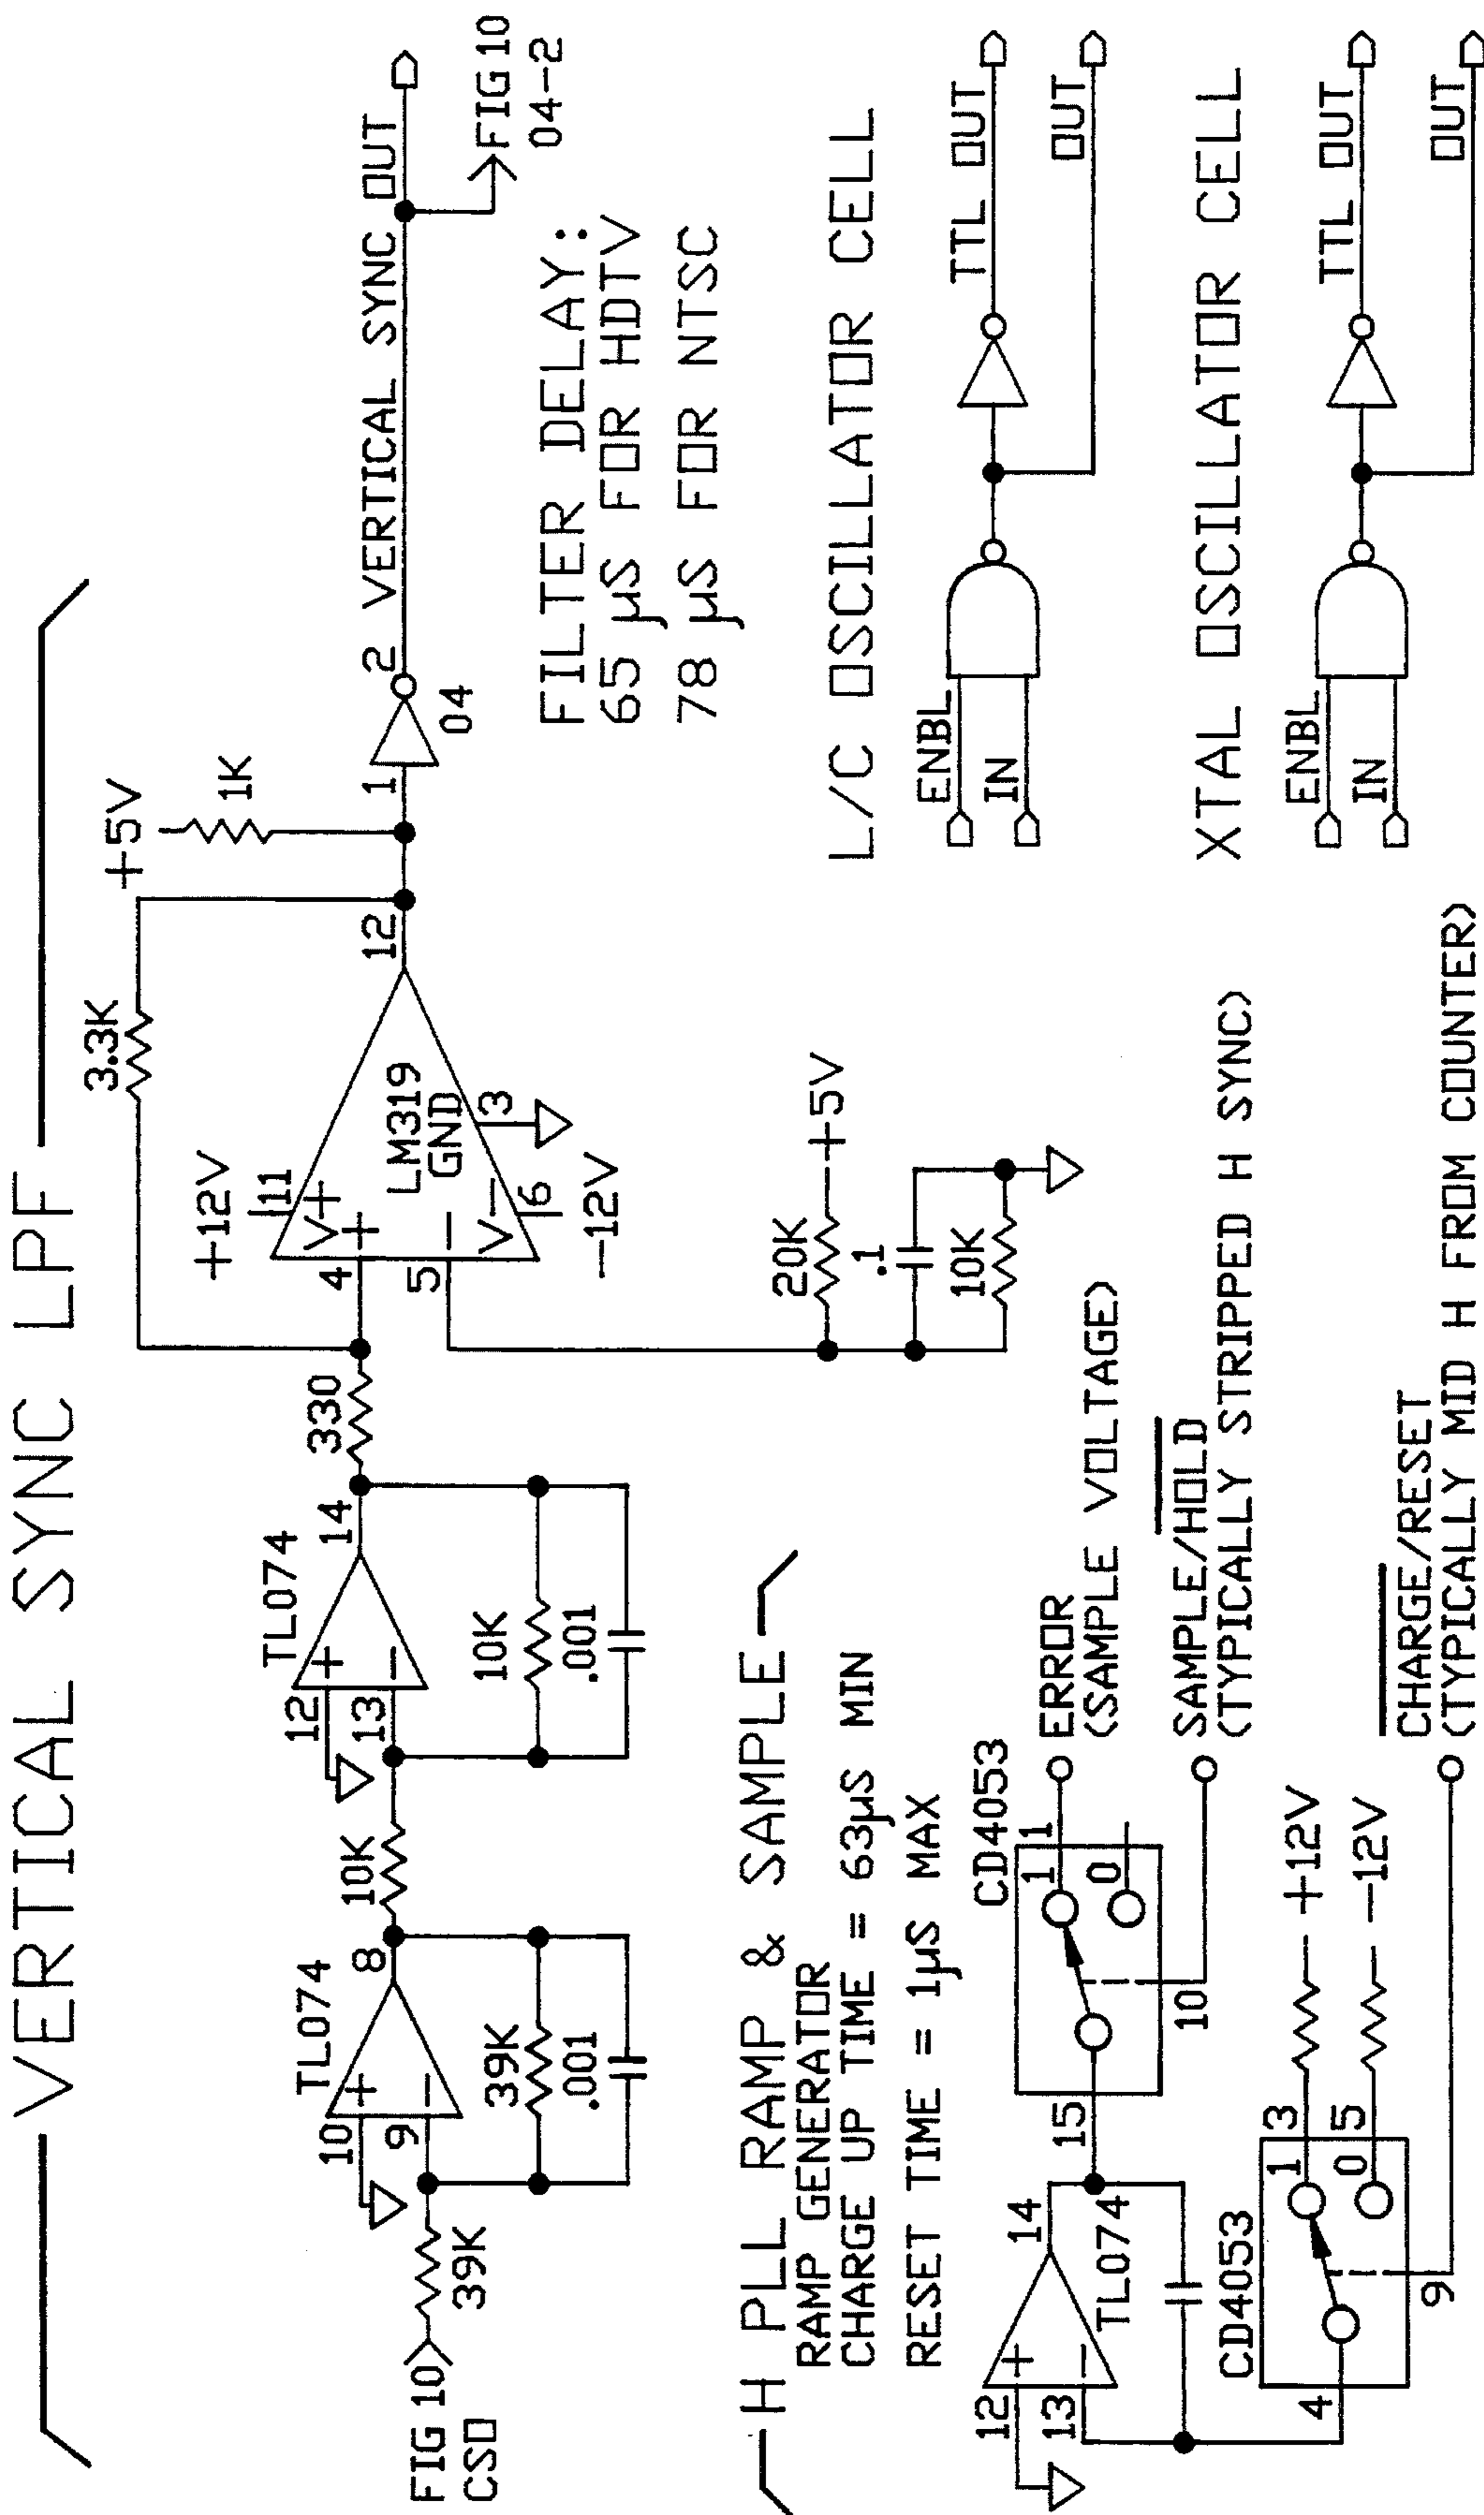 VERTICAL SYNC LPF
FIG 10
CSO
39K
10
9
TL074
+
−
8
39K
.001
10K
12
13
TL074
+
−
14
10K
.001
330
3.3K
4
5
+12V
11
V+
+
−
V−
LM319
GND
3
6
−12V
12
+5V
1K
1
04
2
VERTICAL SYNC OUT
FIG 10
04-2
20K
+5V
.1
10K
FILTER DELAY:
65 µS FOR HDTV
78 µS FOR NTSC
H PLL RAMP & SAMPLE
RAMP GENERATOR
CHARGE UP TIME = 63µS MIN
RESET TIME = 1µS MAX
12
13
+
−
14
TL074
15
CD4053
1
1
0
10
ERROR
(SAMPLE VOLTAGE)
SAMPLE/HOLD
(TYPICALLY STRIPPED H SYNC)
CD4053
4
1
3
0
5
9
+12V
−12V
CHARGE/RESET
(TYPICALLY MID H FROM COUNTER)
L/C OSCILLATOR CELL
ENBL
IN
TTL OUT
OUT
XTAL OSCILLATOR CELL
ENBL
IN
TTL OUT
OUT